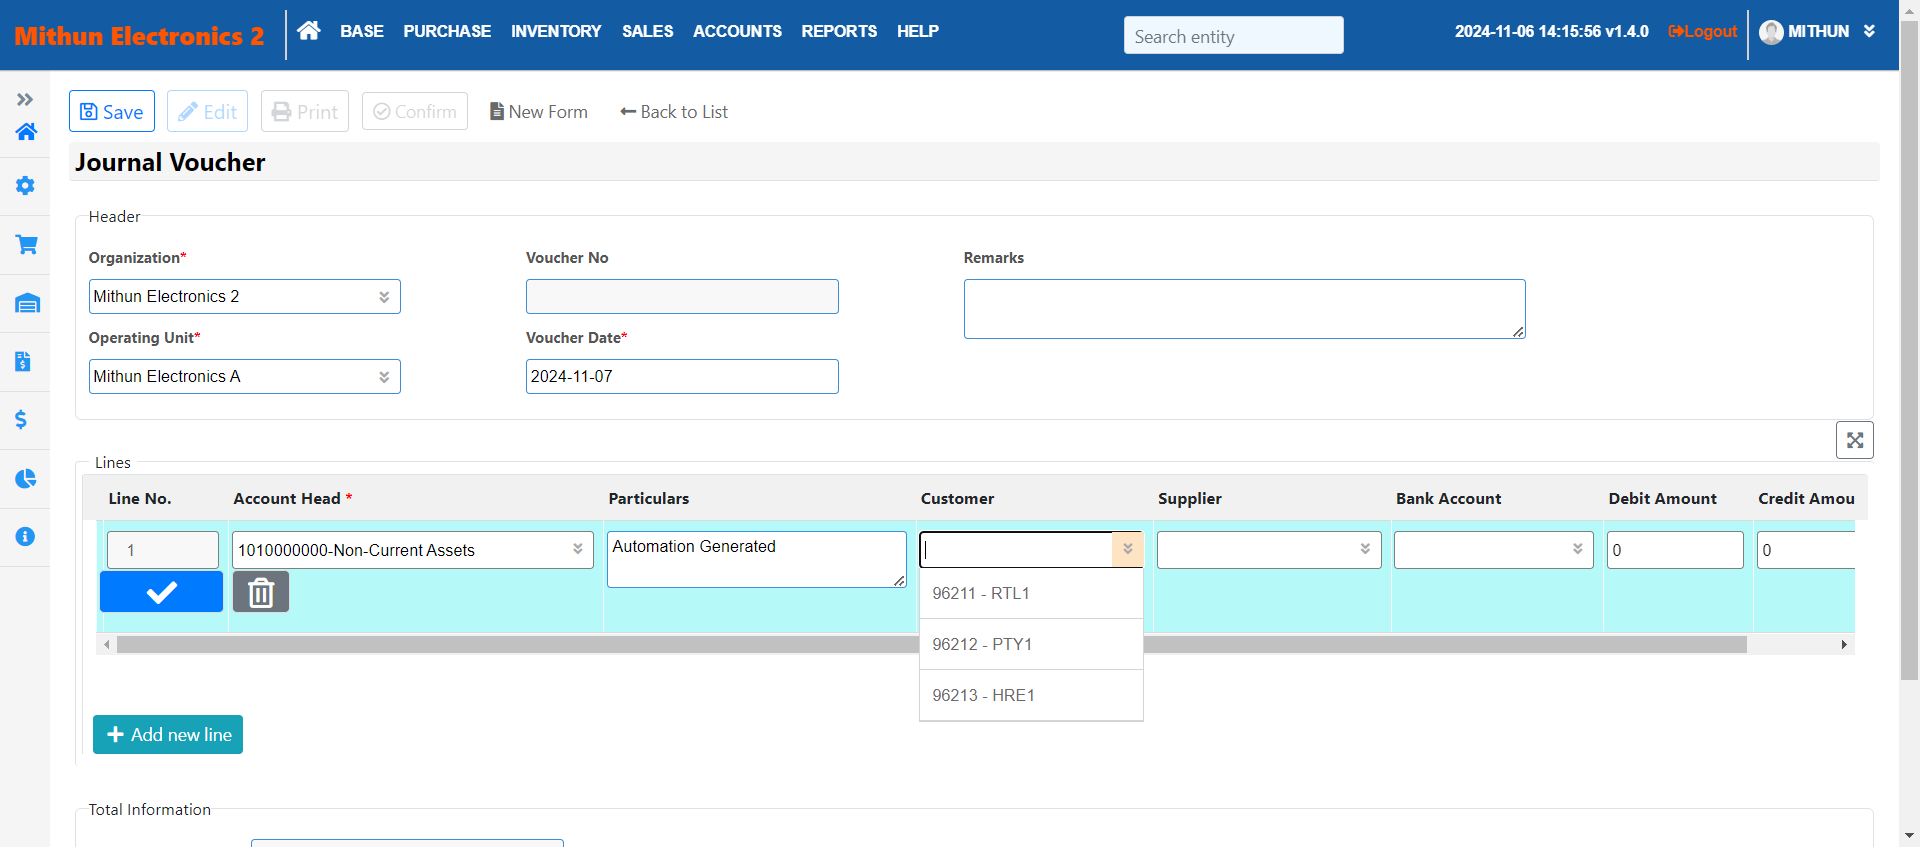 Mithun Electronics 2
BASE PURCHASE INVENTORY SALES ACCOUNTS REPORTS HELP
Search entity
2024-11-06 14:15:56 v1.4.0
Logout
MITHUN
Save Edit Print Confirm New Form Back to List
Journal Voucher
Header
Organization* Voucher No Remarks
Mithun Electronics 2
Operating Unit* Voucher Date*
Mithun Electronics A 2024-11-07
Lines
Line No. Account Head * Particulars Customer Supplier Bank Account Debit Amount Credit Amou
1 1010000000-Non-Current Assets Automation Generated 0 0
96211 - RTL1
96212 - PTY1
96213 - HRE1
Add new line
Total Information